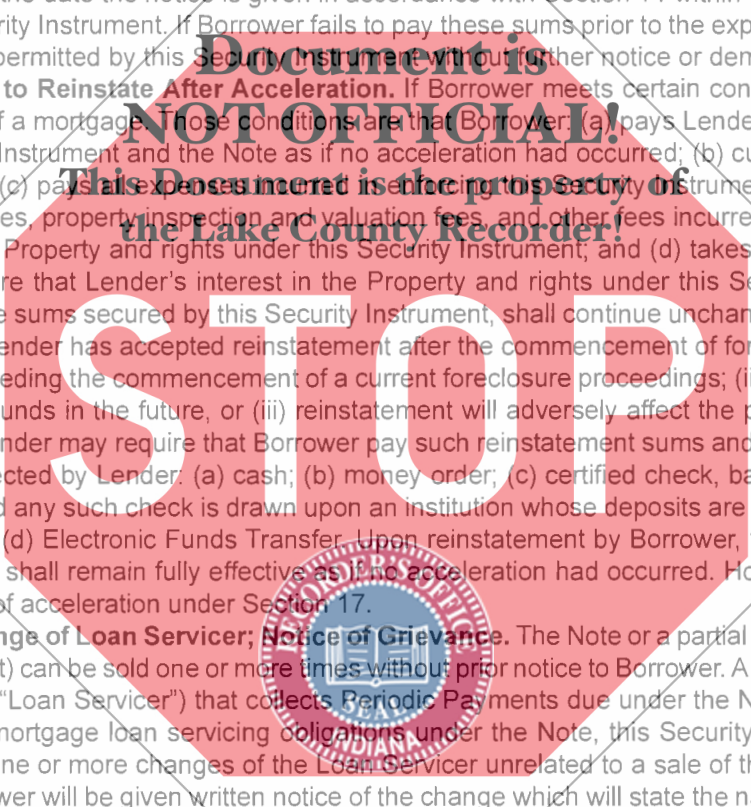 rity Instrument. If Borrower fails to pay these sums prior to the exp
permitted by this Security Instrument without further notice or den
Document is
to Reinstate After Acceleration. If Borrower meets certain con
NOT OFFICIAL!
f a mortgage. Those conditions are that Borrower: (a) pays Lende
Instrument and the Note as if no acceleration had occurred; (b) cu
This Document is the property of
(c) pays all expenses incurred in enforcing this Security Instrume
es, property inspection and valuation fees, and other fees incurre
the Lake County Recorder!
Property and rights under this Security Instrument; and (d) takes
re that Lender's interest in the Property and rights under this Se
e sums secured by this Security Instrument, shall continue unchan
STOP
ender has accepted reinstatement after the commencement of for
eding the commencement of a current foreclosure proceedings; (ii
unds in the future, or (iii) reinstatement will adversely affect the p
nder may require that Borrower pay such reinstatement sums and
cted by Lender: (a) cash; (b) money order; (c) certified check, ba
d any such check is drawn upon an institution whose deposits are
(d) Electronic Funds Transfer. Upon reinstatement by Borrower,
shall remain fully effective as if no acceleration had occurred. Ho
of acceleration under Section 17.
RECORDER'S OFFICE
nge of Loan Servicer; Notice of Grievance. The Note or a partial
t) can be sold one or more times without prior notice to Borrower. A
"Loan Servicer") that collects Periodic Payments due under the N
SEAL
mortgage loan servicing obligations under the Note, this Security
INDIANA
ne or more changes of the Loan Servicer unrelated to a sale of th
wer will be given written notice of the change which will state the n